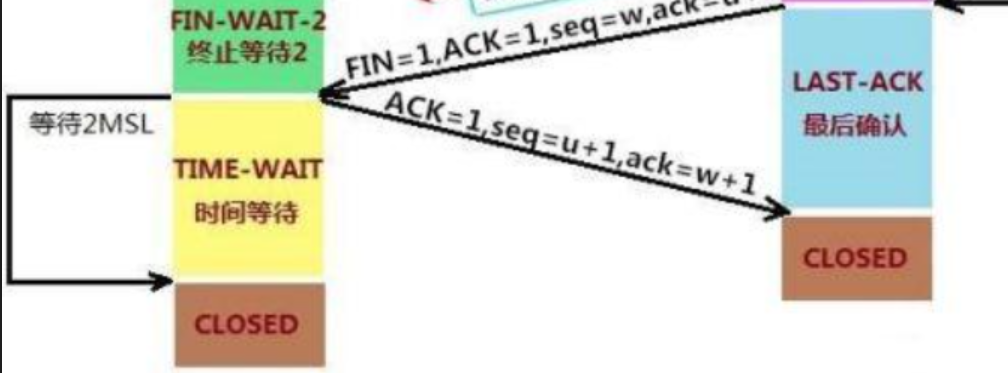 FIN-WAIT-2
终止等待2
FIN=1,ACK=1,seq=w,ack=u
LAST-ACK
最后确认
等待2MSL
ACK=1,seq=u+1,ack=w+1
TIME-WAIT
时间等待
CLOSED
CLOSED